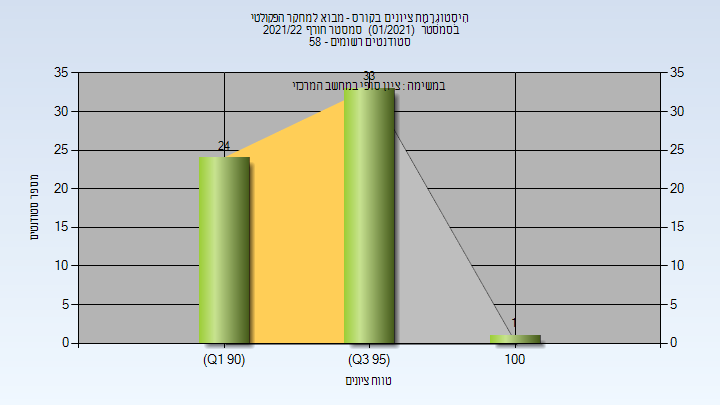 היסטוגרמת ציונים בקורס - מבוא למחקר הפקולטי
בסמסטר (01/2021) סמסטר חורף 2021/22
סטודנטים רשומים - 58
במשימה : ציון סופי במחשב המרכזי
מספר סטודנטים
35
30
25
20
15
10
5
0
35
30
25
20
15
10
5
0
24
33
1
(Q1 90)
(Q3 95)
100
טווח ציונים